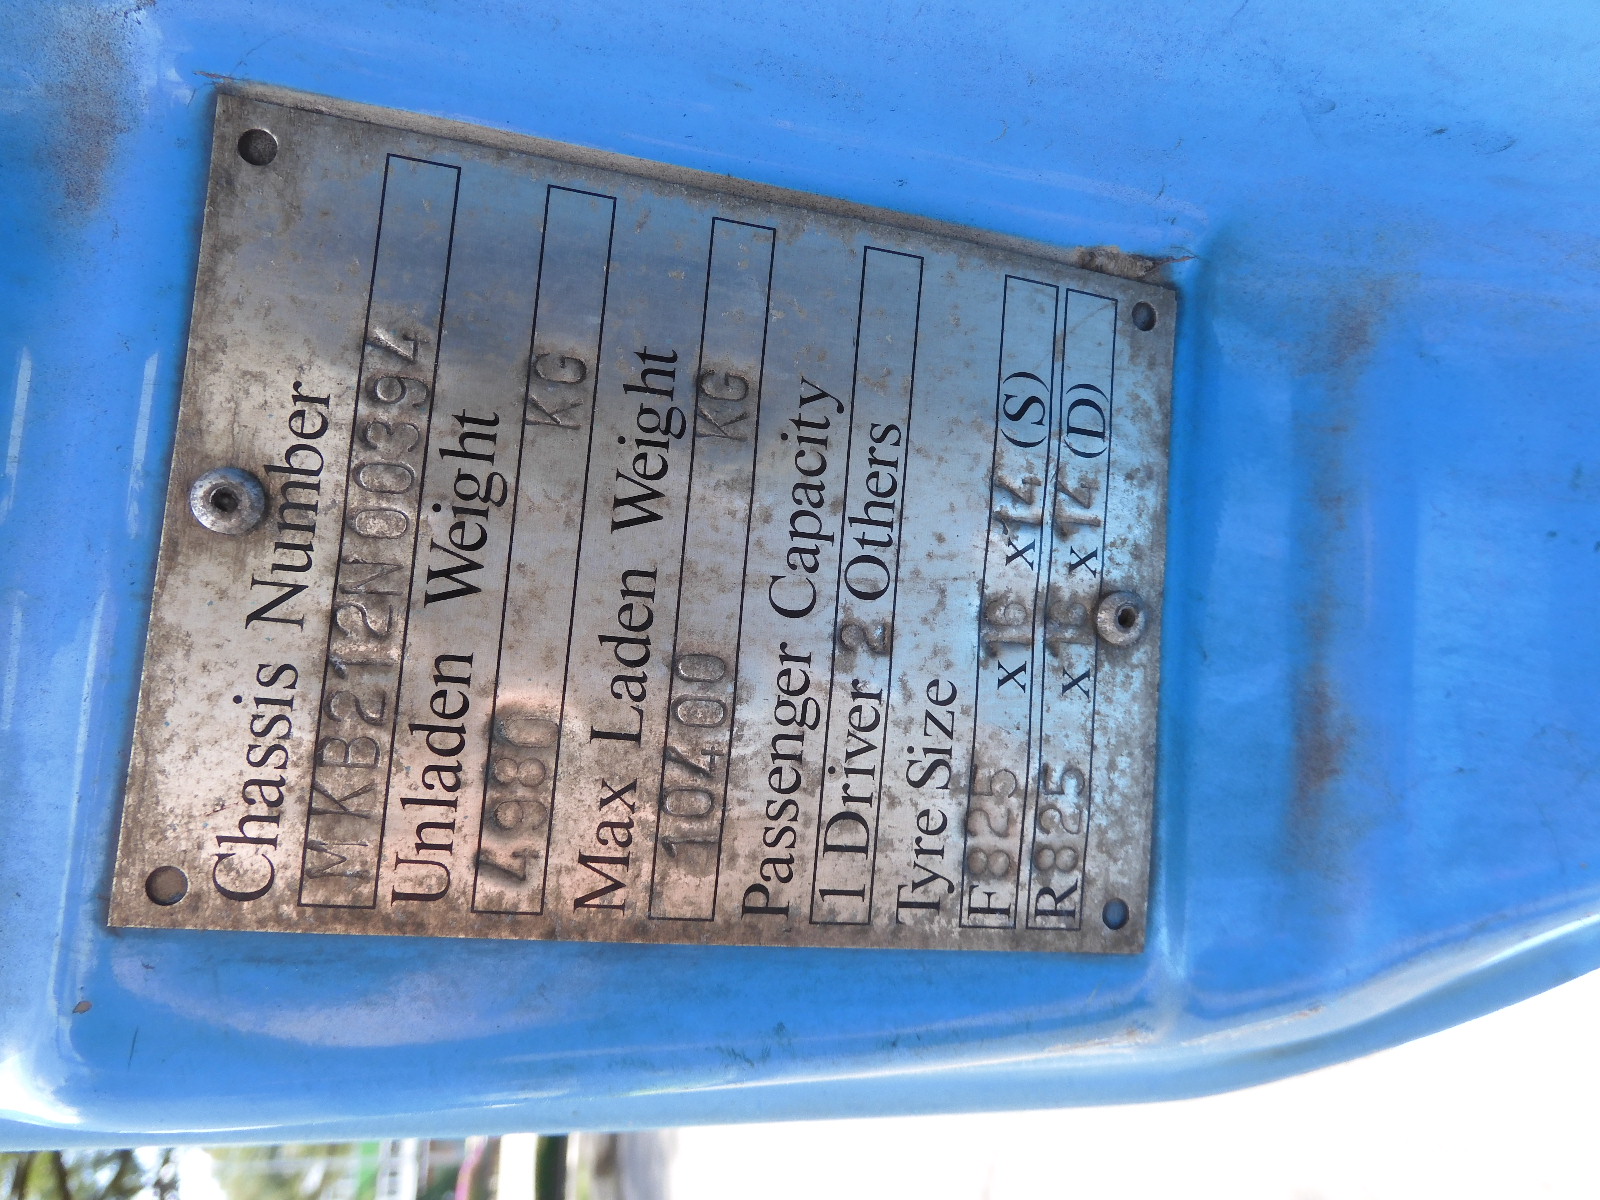 Chassis Number
MKB212N00394
Unladen Weight
4980 KG
Max Laden Weight
10400 KG
Passenger Capacity
1 Driver 2 Others
Tyre Size
F825 x16 x14 (S)
R825 x16 x14 (D)